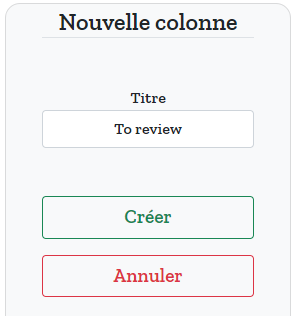 Nouvelle colonne
Titre
To review
Créer
Annuler